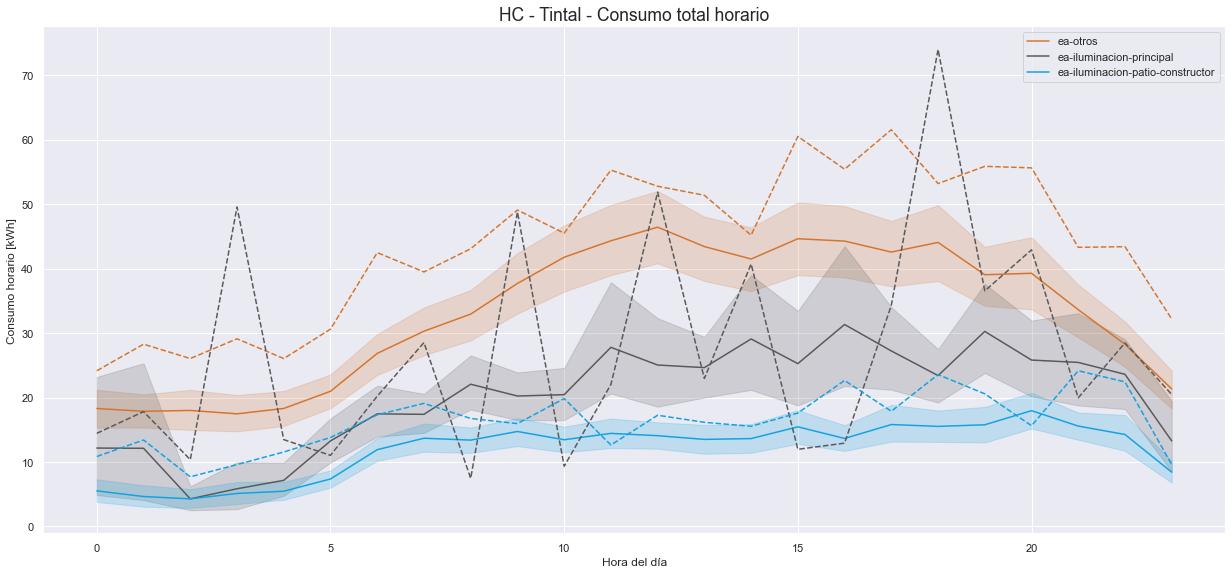 HC - Tintal - Consumo total horario
ea-otros
ea-iluminacion-principal
ea-iluminacion-patio-constructor
Consumo horario [kWh]
70
60
50
40
30
20
10
0
0 5 10 15 20
Hora del día